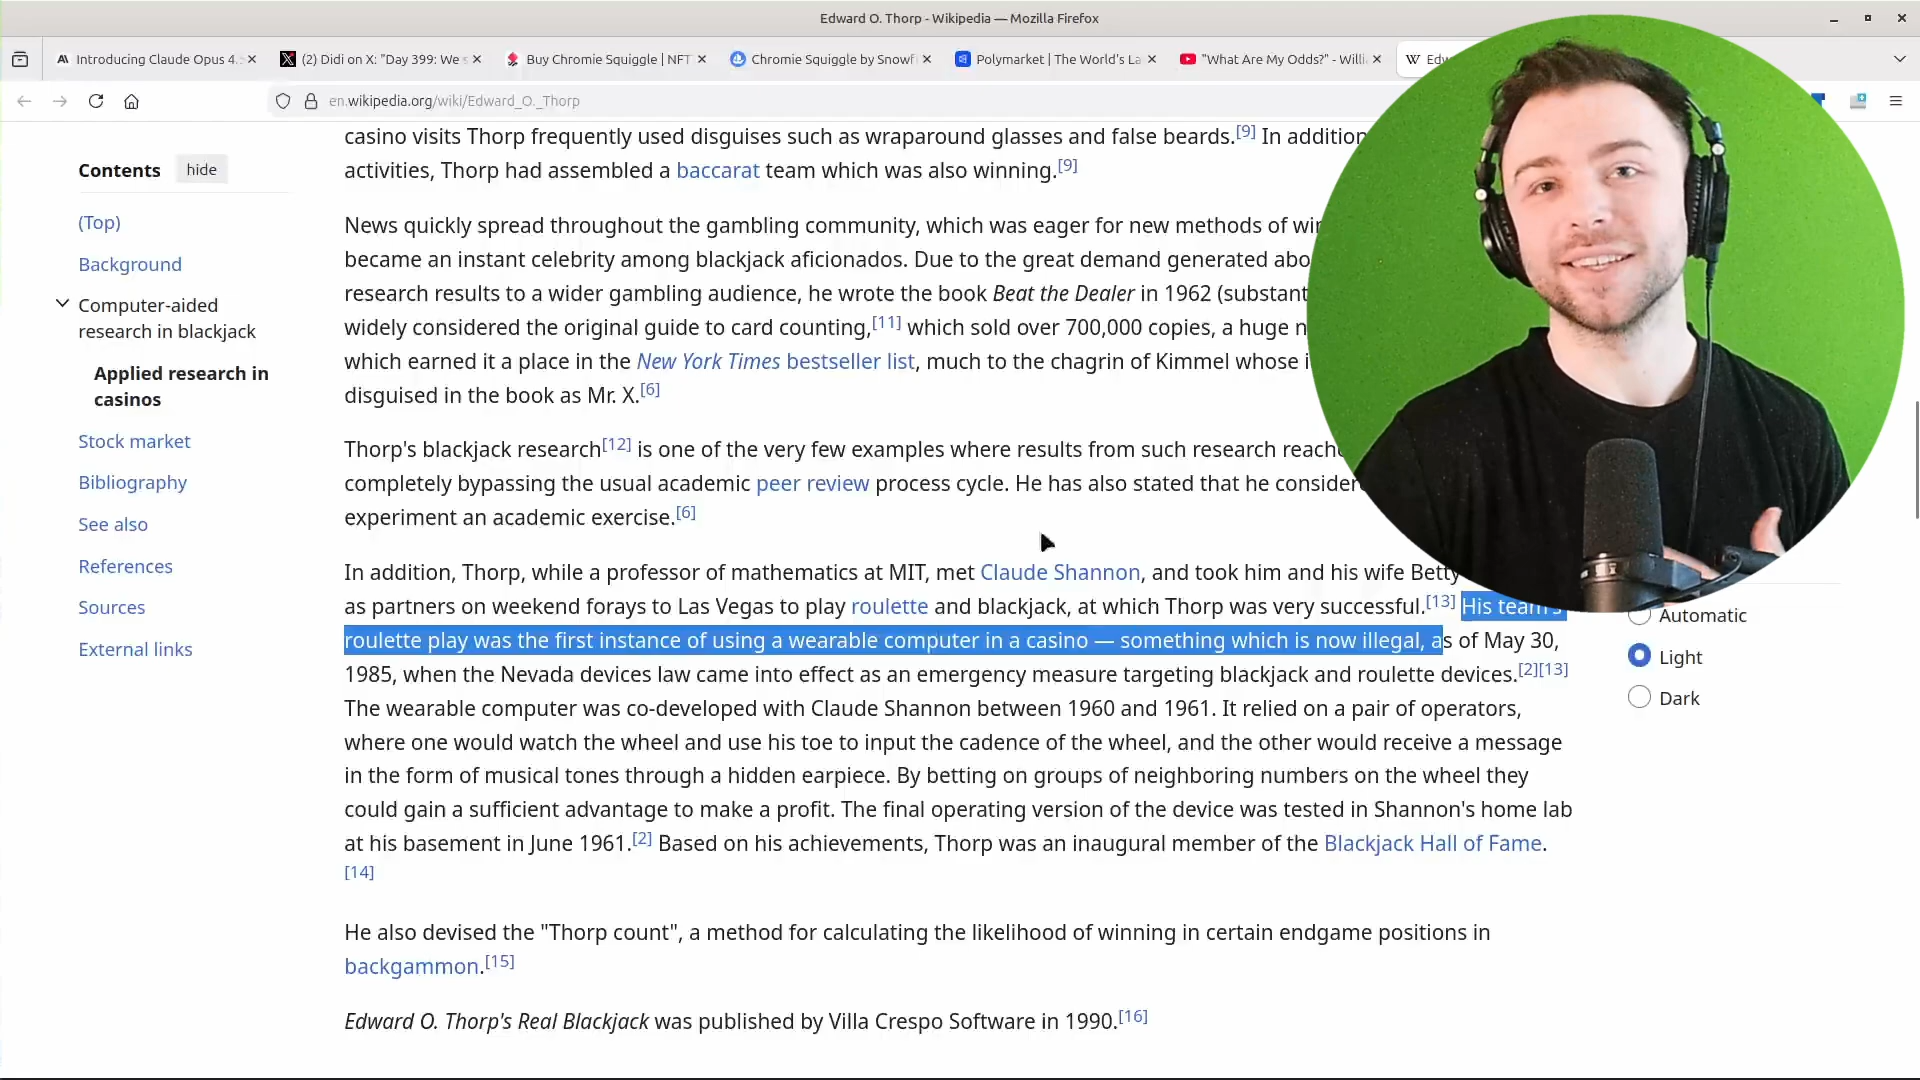 Edward O. Thorp - Wikipedia — Mozilla Firefox
Introducing Claude Opus 4.
(2) Didi on X: "Day 399: We s
Buy Chromie Squiggle | NFT
Chromie Squiggle by Snowf
Polymarket | The World's La
"What Are My Odds?" - Willi
en.wikipedia.org/wiki/Edward_O._Thorp
Contents
hide
(Top)
Background
Computer-aided
research in blackjack
Applied research in
casinos
Stock market
Bibliography
See also
References
Sources
External links
casino visits Thorp frequently used disguises such as wraparound glasses and false beards.[9] In addition
activities, Thorp had assembled a baccarat team which was also winning.[9]
News quickly spread throughout the gambling community, which was eager for new methods of
became an instant celebrity among blackjack aficionados. Due to the great demand generated
research results to a wider gambling audience, he wrote the book Beat the Dealer in 1962
widely considered the original guide to card counting,[11] which sold over 700,000 copies, a huge
which earned it a place in the New York Times bestseller list, much to the chagrin of Kimmel whose
disguised in the book as Mr. X.[6]
Thorp's blackjack research[12] is one of the very few examples where results from such research
completely bypassing the usual academic peer review process cycle. He has also stated that he
experiment an academic exercise.[6]
In addition, Thorp, while a professor of mathematics at MIT, met Claude Shannon, and took him and his wife Betty
as partners on weekend forays to Las Vegas to play roulette and blackjack, at which Thorp was very successful.[13] His team's
roulette play was the first instance of using a wearable computer in a casino — something which is now illegal, as of May 30,
1985, when the Nevada devices law came into effect as an emergency measure targeting blackjack and roulette devices.[2][13]
The wearable computer was co-developed with Claude Shannon between 1960 and 1961. It relied on a pair of operators,
where one would watch the wheel and use his toe to input the cadence of the wheel, and the other would receive a message
in the form of musical tones through a hidden earpiece. By betting on groups of neighboring numbers on the wheel they
could gain a sufficient advantage to make a profit. The final operating version of the device was tested in Shannon's home lab
at his basement in June 1961.[2] Based on his achievements, Thorp was an inaugural member of the Blackjack Hall of Fame.
[14]
He also devised the "Thorp count", a method for calculating the likelihood of winning in certain endgame positions in
backgammon.[15]
Edward O. Thorp's Real Blackjack was published by Villa Crespo Software in 1990.[16]
Automatic
Light
Dark